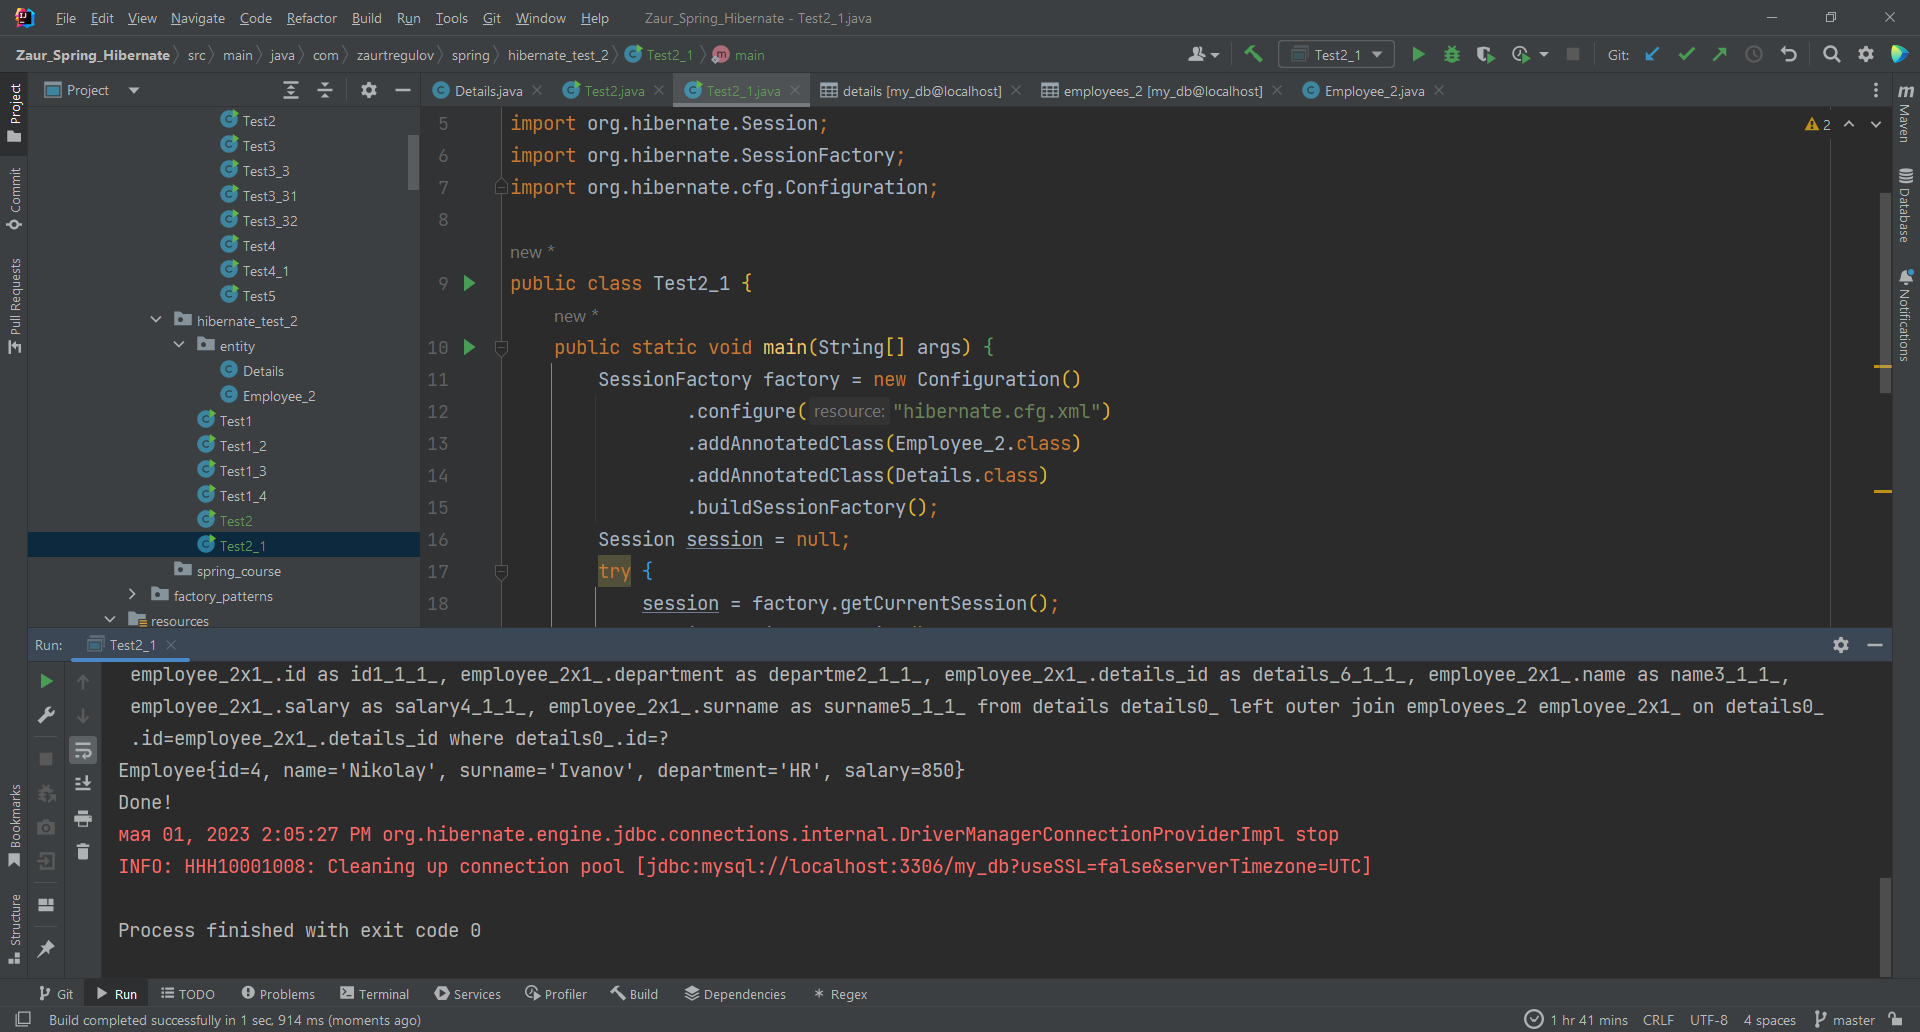 File Edit View Navigate Code Refactor Build Run Tools Git Window Help Zaur_Spring_Hibernate - Test2_1.java
Zaur_Spring_Hibernate src main java com zaurtregulov spring hibernate_test_2 Test2_1 main
Test2_1 Git:
Project
Details.java Test2.java Test2_1.java details [my_db@localhost] employees_2 [my_db@localhost] Employee_2.java
Project
Commit
Pull Requests
Bookmarks
Structure
Test2
Test3
Test3_3
Test3_31
Test3_32
Test4
Test4_1
Test5
hibernate_test_2
entity
Details
Employee_2
Test1
Test1_2
Test1_3
Test1_4
Test2
Test2_1
spring_course
factory_patterns
resources
5 import org.hibernate.Session;
6 import org.hibernate.SessionFactory;
7 import org.hibernate.cfg.Configuration;
8
new *
9 public class Test2_1 {
new *
10 public static void main(String[] args) {
11 SessionFactory factory = new Configuration()
12 .configure( resource: "hibernate.cfg.xml")
13 .addAnnotatedClass(Employee_2.class)
14 .addAnnotatedClass(Details.class)
15 .buildSessionFactory();
16 Session session = null;
17 try {
18 session = factory.getCurrentSession();
2
Maven
Database
Notifications
Run: Test2_1
employee_2x1_.id as id1_1_1_, employee_2x1_.department as departme2_1_1_, employee_2x1_.details_id as details_6_1_1_, employee_2x1_.name as name3_1_1_,
employee_2x1_.salary as salary4_1_1_, employee_2x1_.surname as surname5_1_1_ from details details0_ left outer join employees_2 employee_2x1_ on details0_
.id=employee_2x1_.details_id where details0_.id=?
Employee{id=4, name='Nikolay', surname='Ivanov', department='HR', salary=850}
Done!
мая 01, 2023 2:05:27 PM org.hibernate.engine.jdbc.connections.internal.DriverManagerConnectionProviderImpl stop
INFO: HHH10001008: Cleaning up connection pool [jdbc:mysql://localhost:3306/my_db?useSSL=false&serverTimezone=UTC]
Process finished with exit code 0
Git Run TODO Problems Terminal Services Profiler Build Dependencies Regex
Build completed successfully in 1 sec, 914 ms (moments ago) 1 hr 41 mins CRLF UTF-8 4 spaces master